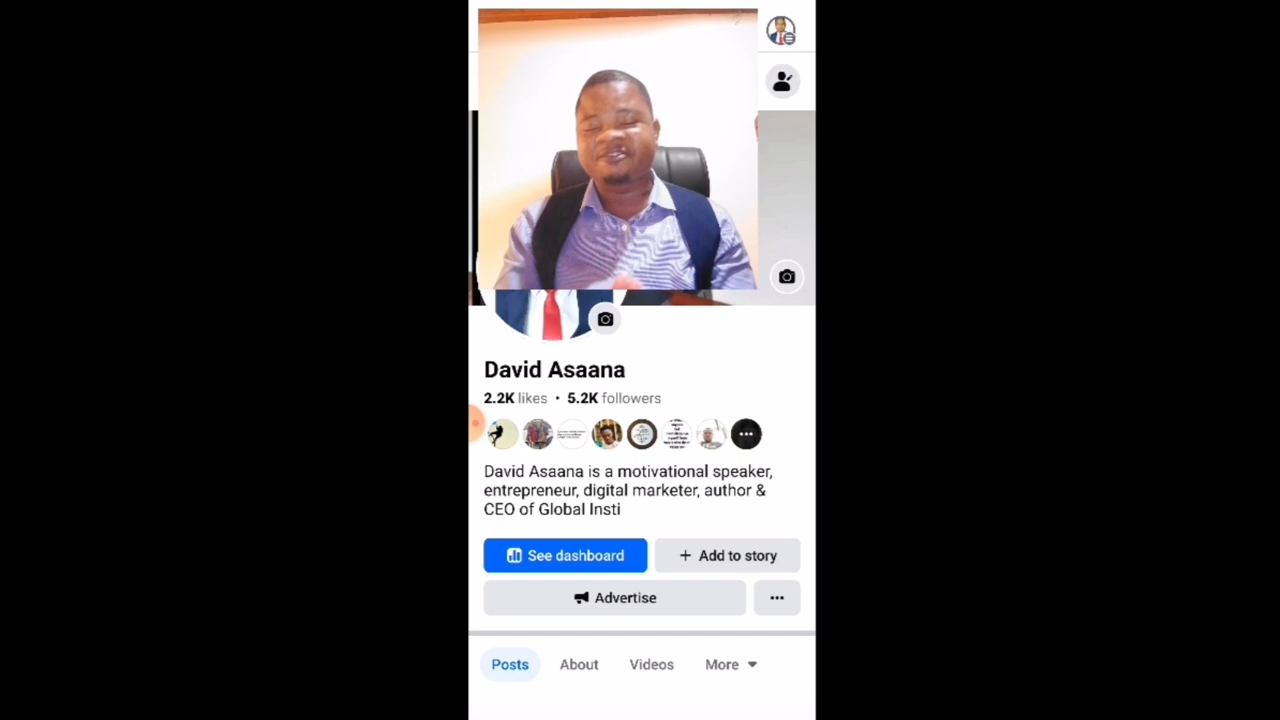 David Asaana
2.2K likes • 5.2K followers
David Asaana is a motivational speaker,
entrepreneur, digital marketer, author &
CEO of Global Insti
See dashboard
+ Add to story
Advertise
Posts
About
Videos
More